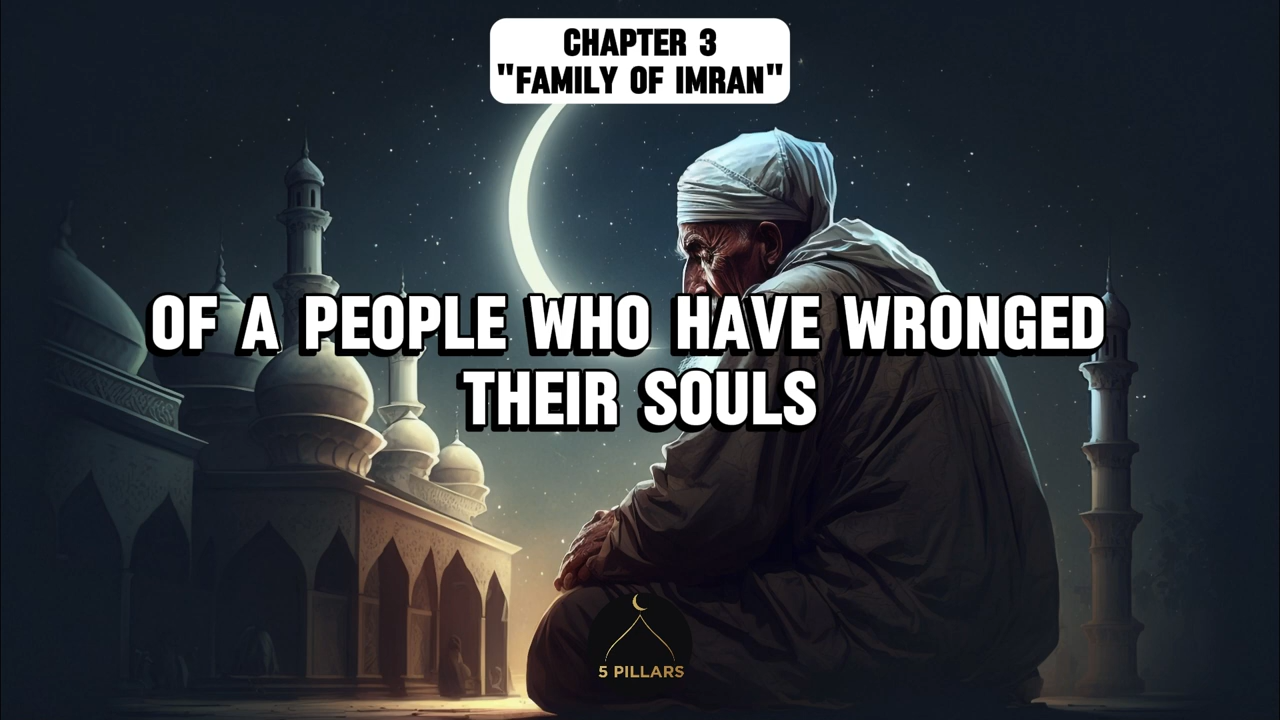 CHAPTER 3
"FAMILY OF IMRAN"
OF A PEOPLE WHO HAVE WRONGED
THEIR SOULS
5 PILLARS